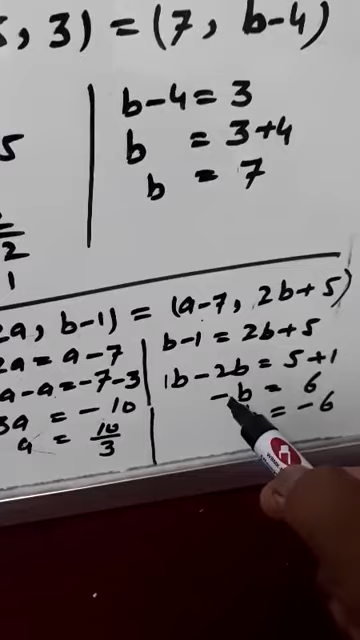 , 3) = (7, b-4)
b-4 = 3
b = 3+4
b = 7
5
2
1
2a, b-1) = (a-7, 2b+5)
2a = a-7
a-a = -7-3
3a = -10
a = 10/3
b-1 = 2b+5
1b-2b = 5+1
-b = 6
= -6